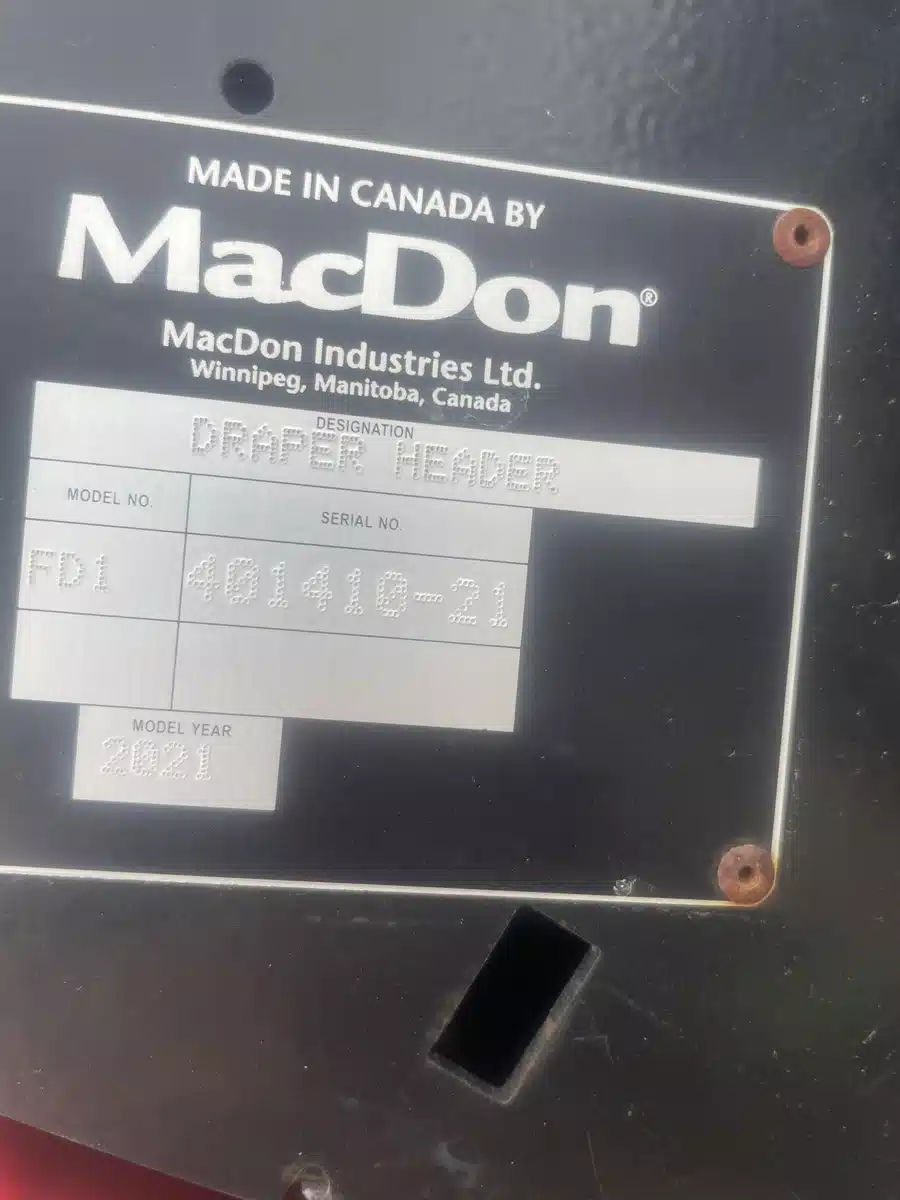 MADE IN CANADA BY
MacDon®
MacDon Industries Ltd.
Winnipeg, Manitoba, Canada
DESIGNATION
DRAPER HEADER
MODEL NO. SERIAL NO.
FD1 401410-21
MODEL YEAR
2021